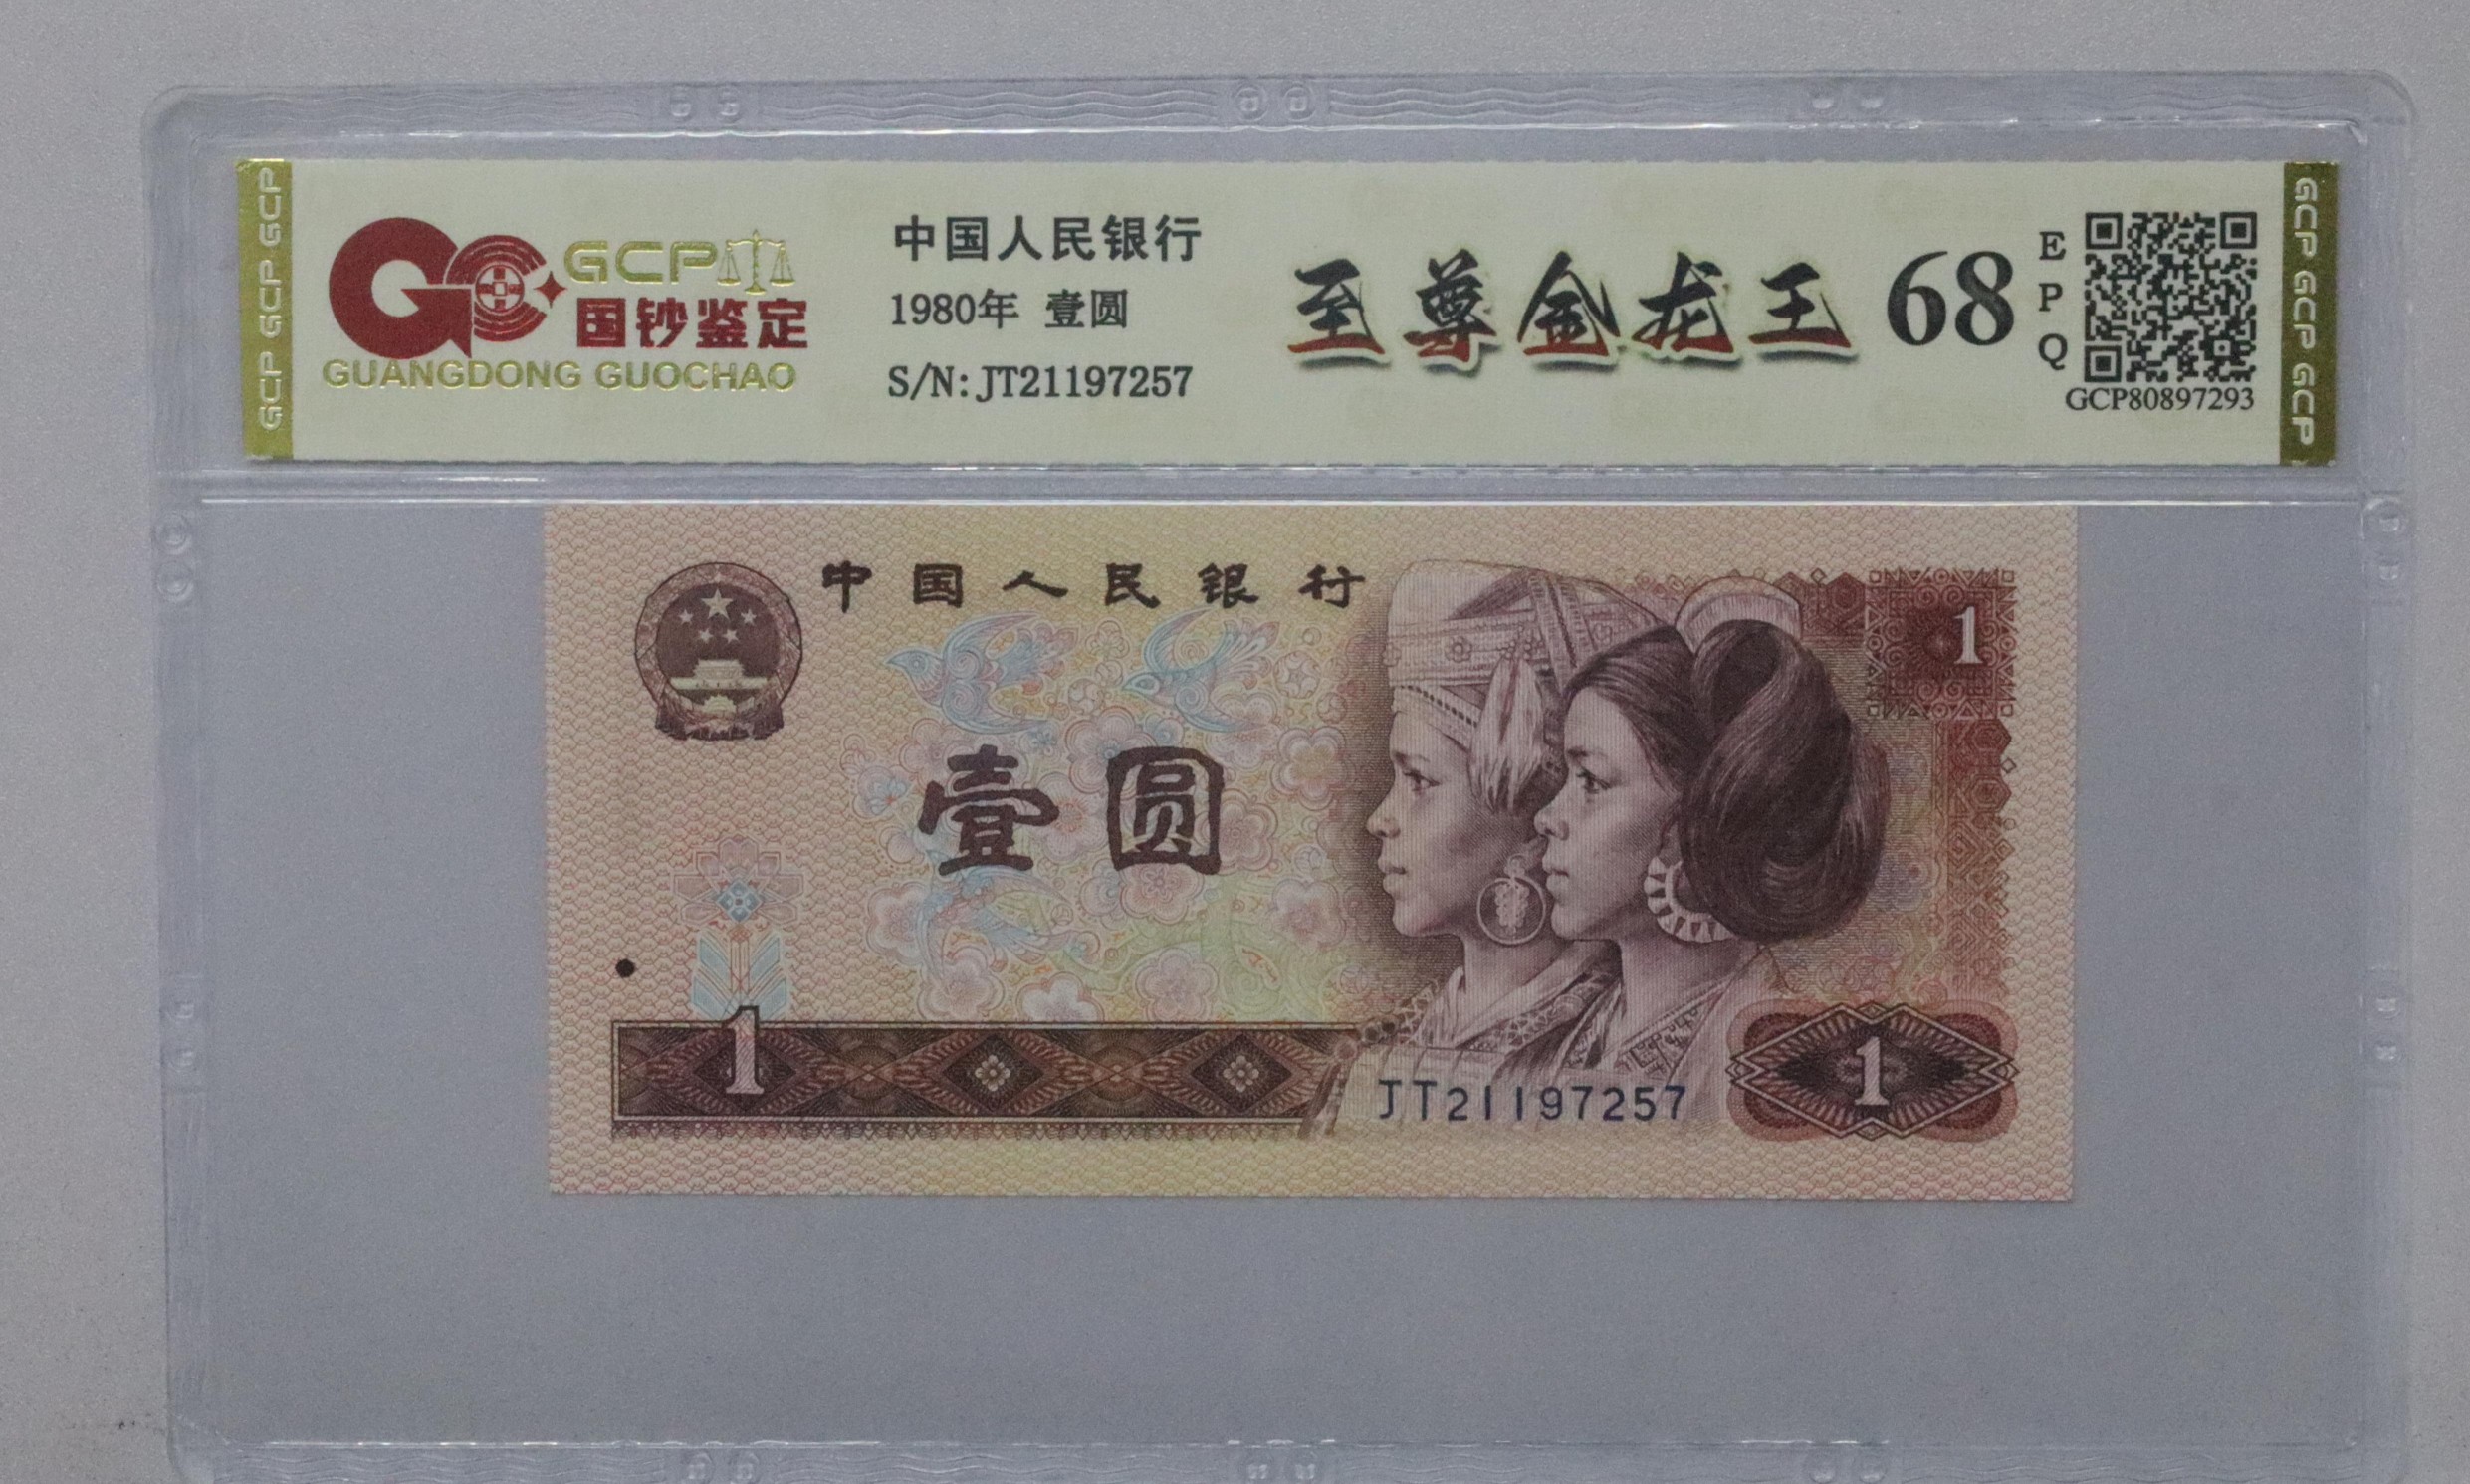 GCP GCP GCP
GCP
国钞鉴定
GUANGDONG GUOCHAO
中国人民银行
1980年 壹圆
S/N: JT21197257
至尊金龙王
68
EPQ
GCP80897293
GCP GCP GCP
中国人民银行
1
壹圆
1
JT21197257
1